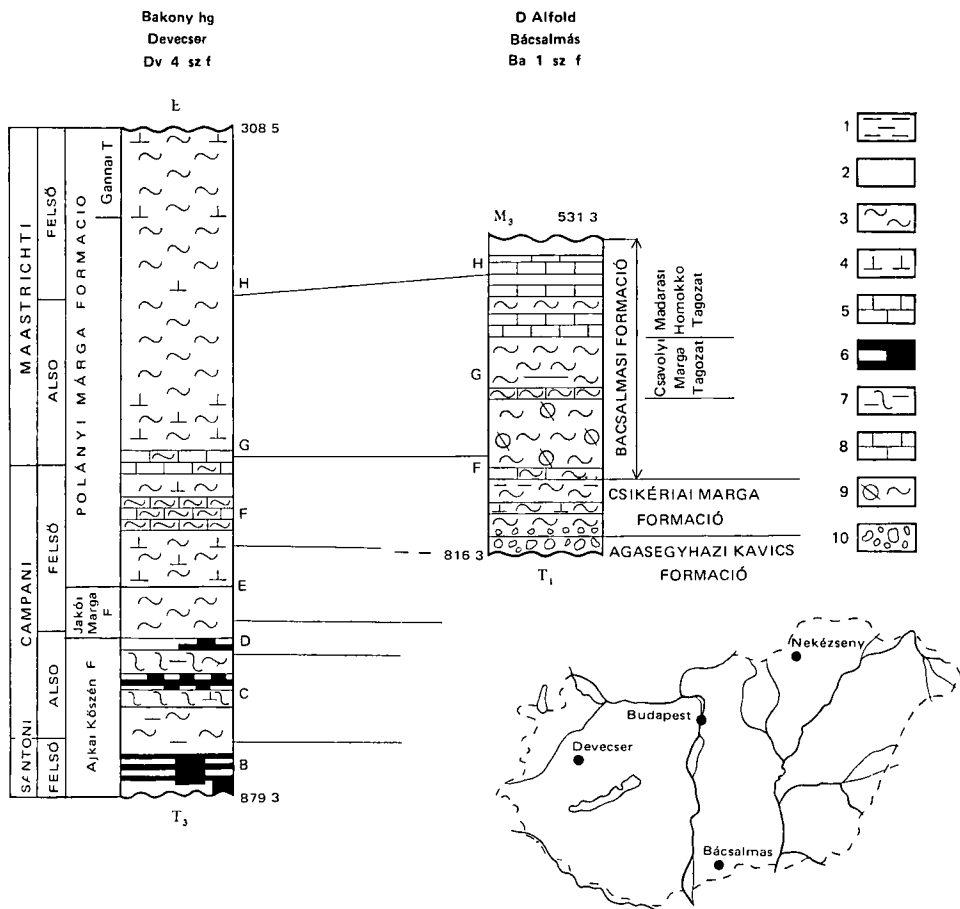 Bakony hg
Devecser
Dv 4 sz f
D Alfold
Bácsalmás
Ba 1 sz f
E
308 5
MAASTRICHTI
FELSŐ
ALSO
CAMPANI
FELSŐ
ALSO
SANTONI
FELSŐ
POLÁNYI MÁRGA FORMACIO
Gannai T
Jakói
Marga
F
Ajkai Kőszén F
H
G
F
E
D
C
B
879 3
T3
M3
531 3
H
G
F
816 3
T1
BACSALMASI FORMACIÓ
Madarasi
Homokko
Tagozat
Csavolyi
Marga
Tagozat
CSIKÉRIAI MARGA
FORMACIÓ
AGASEGYHAZI KAVICS
FORMACIÓ
1
2
3
4
5
6
7
8
9
10
Nekézseny
Budapest
Devecser
Bácsalmas